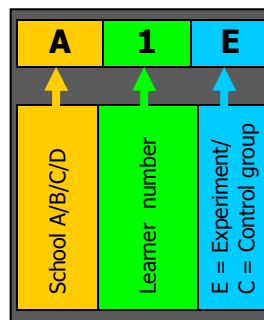 A 1 E
School A/B/C/D
Learner number
E = Experiment/
C = Control group